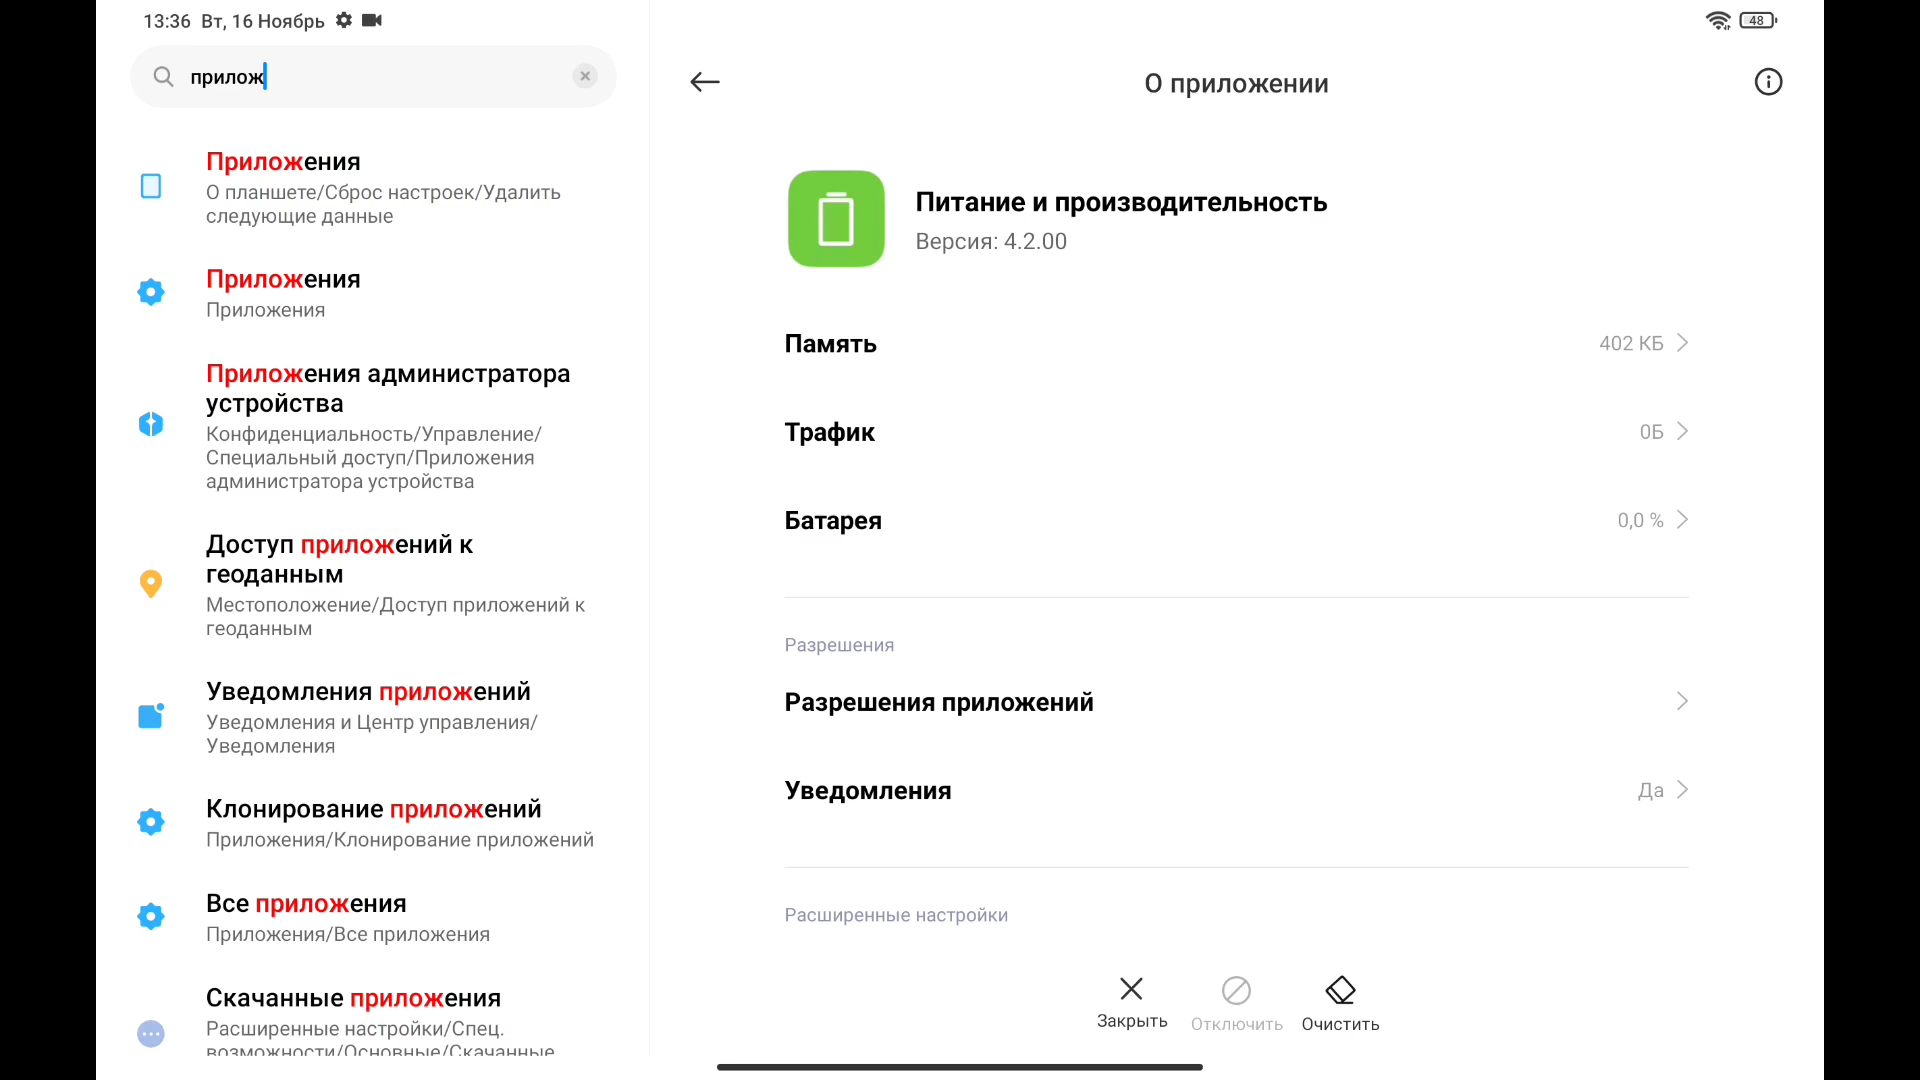 13:36 Вт, 16 Ноябрь
48
прилож
Приложения
О планшете/Сброс настроек/Удалить
следующие данные
Приложения
Приложения
Приложения администратора
устройства
Конфиденциальность/Управление/
Специальный доступ/Приложения
администратора устройства
Доступ приложений к
геоданным
Местоположение/Доступ приложений к
геоданным
Уведомления приложений
Уведомления и Центр управления/
Уведомления
Клонирование приложений
Приложения/Клонирование приложений
Все приложения
Приложения/Все приложения
Скачанные приложения
Расширенные настройки/Спец.
возможности/Основные/Скачанные
О приложении
Питание и производительность
Версия: 4.2.00
Память 402 КБ
Трафик 0Б
Батарея 0,0 %
Разрешения
Разрешения приложений
Уведомления Да
Расширенные настройки
Закрыть Отключить Очистить